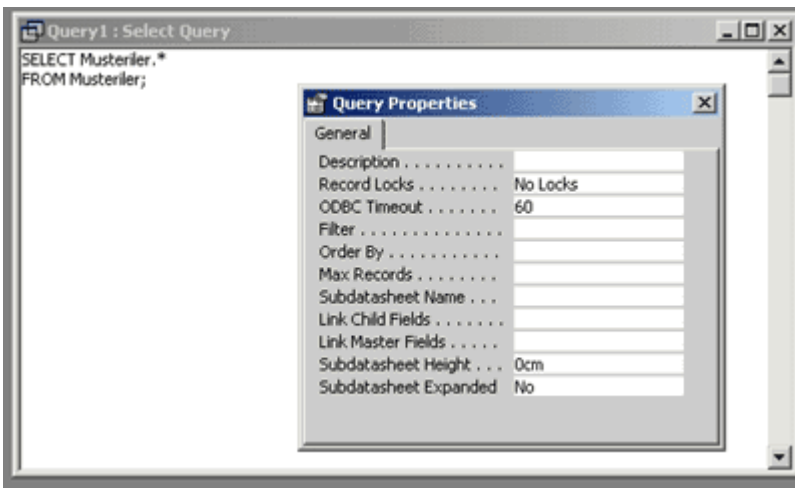 Query1 : Select Query
SELECT Musteriler.*
FROM Musteriler;
Query Properties
General
Description . . . . . . . . . .
Record Locks . . . . . . . . No Locks
ODBC Timeout . . . . . . . 60
Filter . . . . . . . . . . . . . .
Order By . . . . . . . . . . .
Max Records . . . . . . . .
Subdatasheet Name . . .
Link Child Fields . . . . . . .
Link Master Fields . . . . .
Subdatasheet Height . . . 0cm
Subdatasheet Expanded No